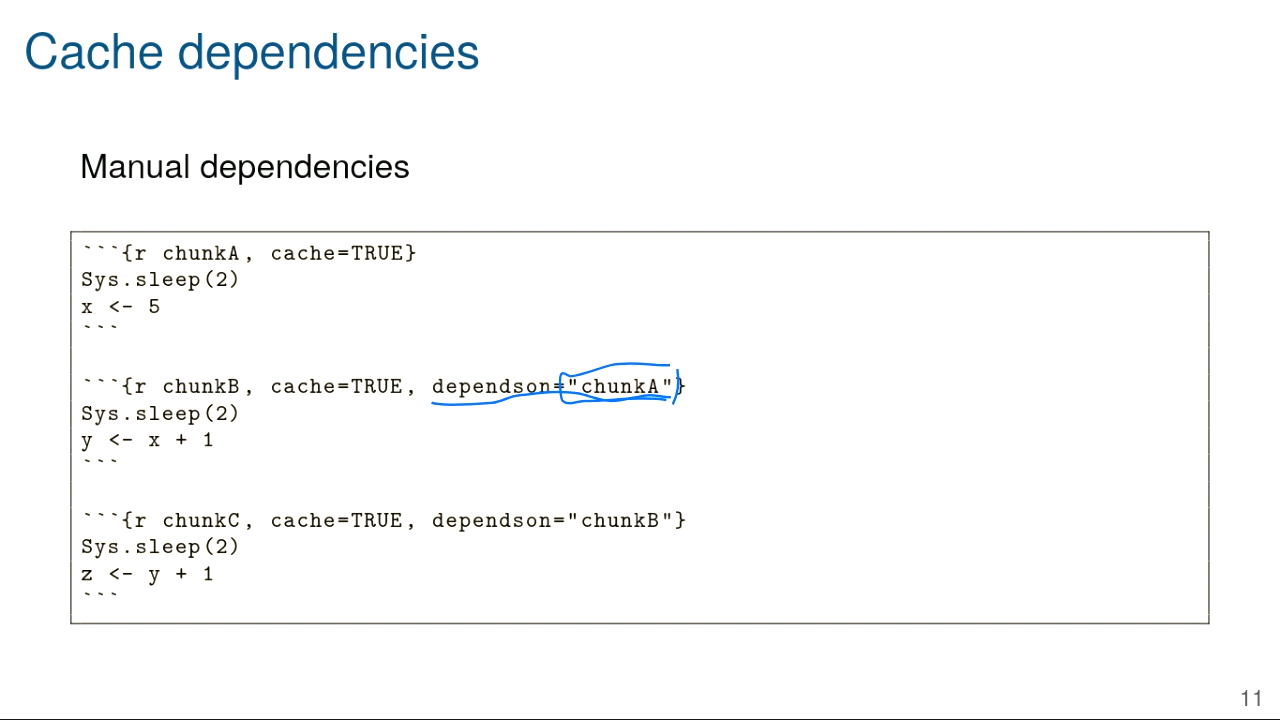 Cache dependencies
Manual dependencies
```{r chunkA, cache=TRUE}
Sys.sleep(2)
x <- 5
```
```{r chunkB, cache=TRUE, dependson="chunkA"}
Sys.sleep(2)
y <- x + 1
```
```{r chunkC, cache=TRUE, dependson="chunkB"}
Sys.sleep(2)
z <- y + 1
```
11